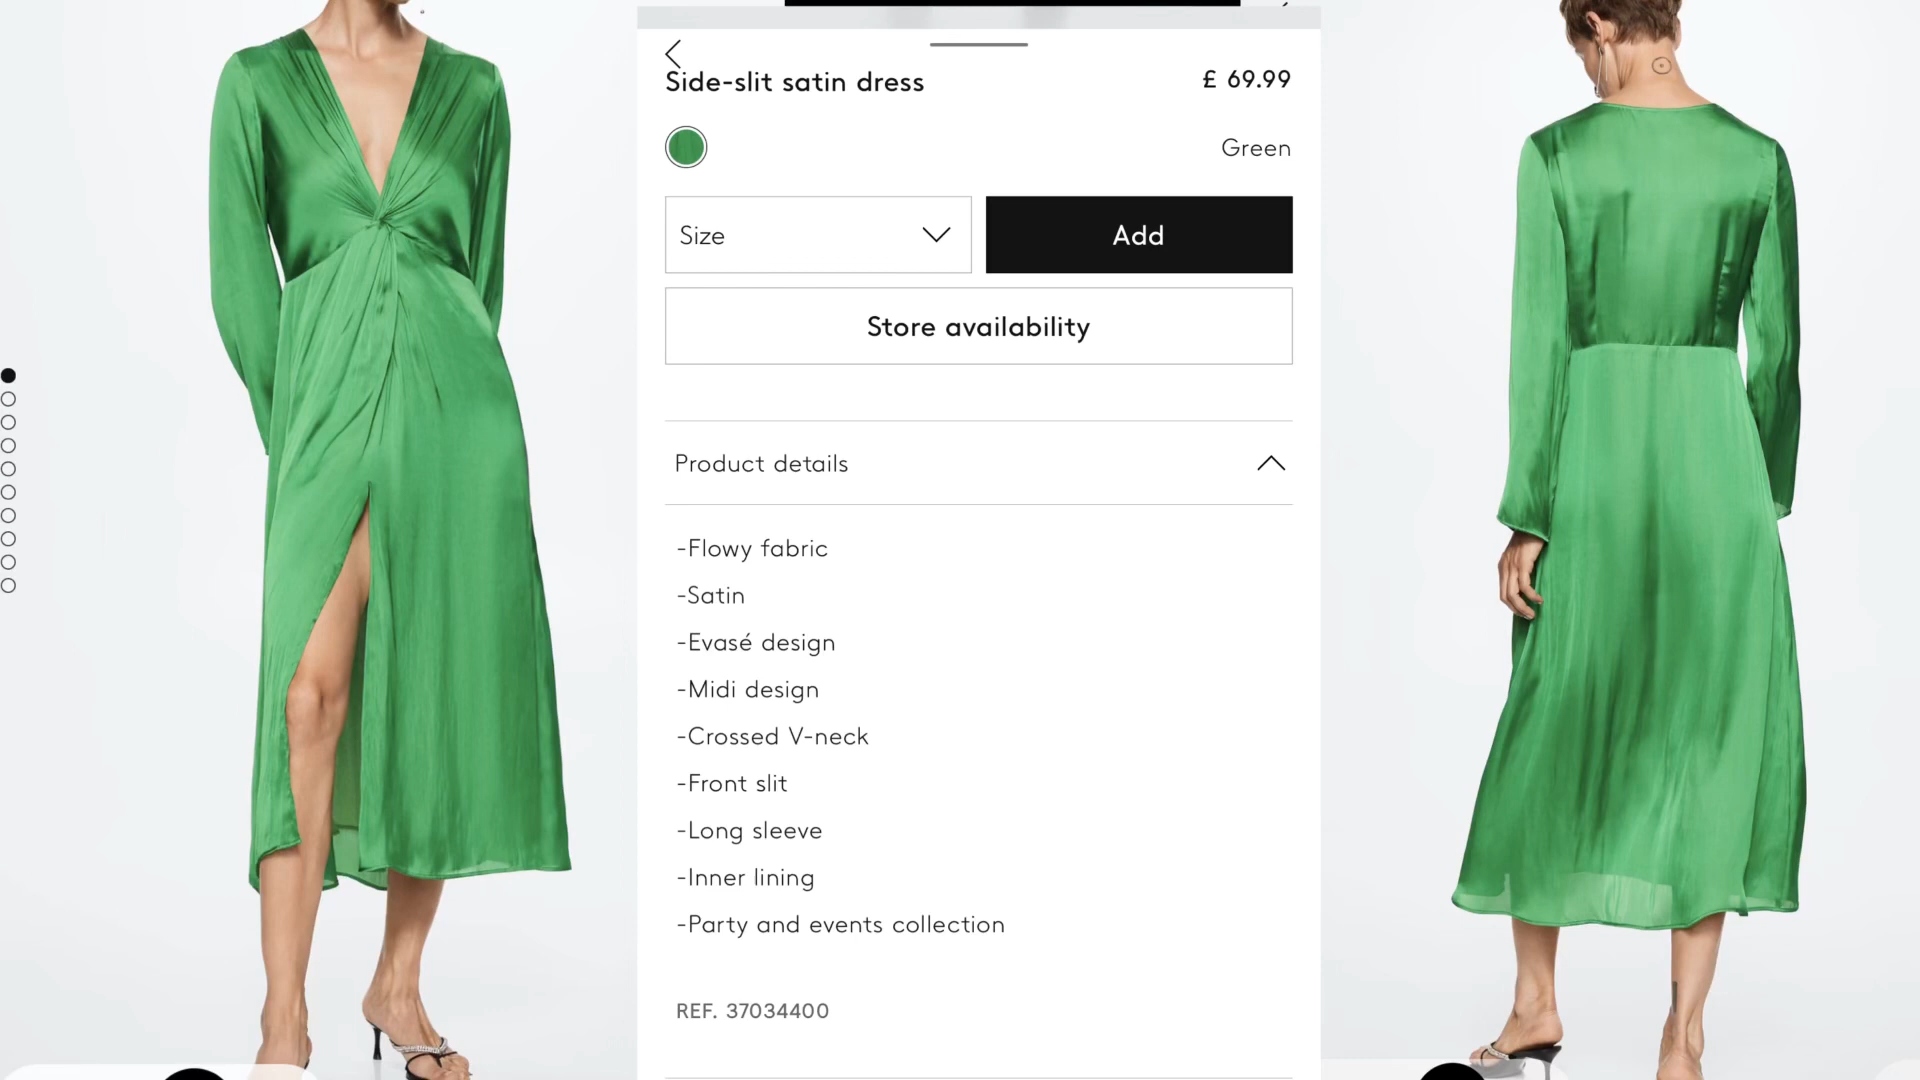 Side-slit satin dress
£ 69.99
Green
Size
Add
Store availability
Product details
-Flowy fabric
-Satin
-Evasé design
-Midi design
-Crossed V-neck
-Front slit
-Long sleeve
-Inner lining
-Party and events collection
REF. 37034400